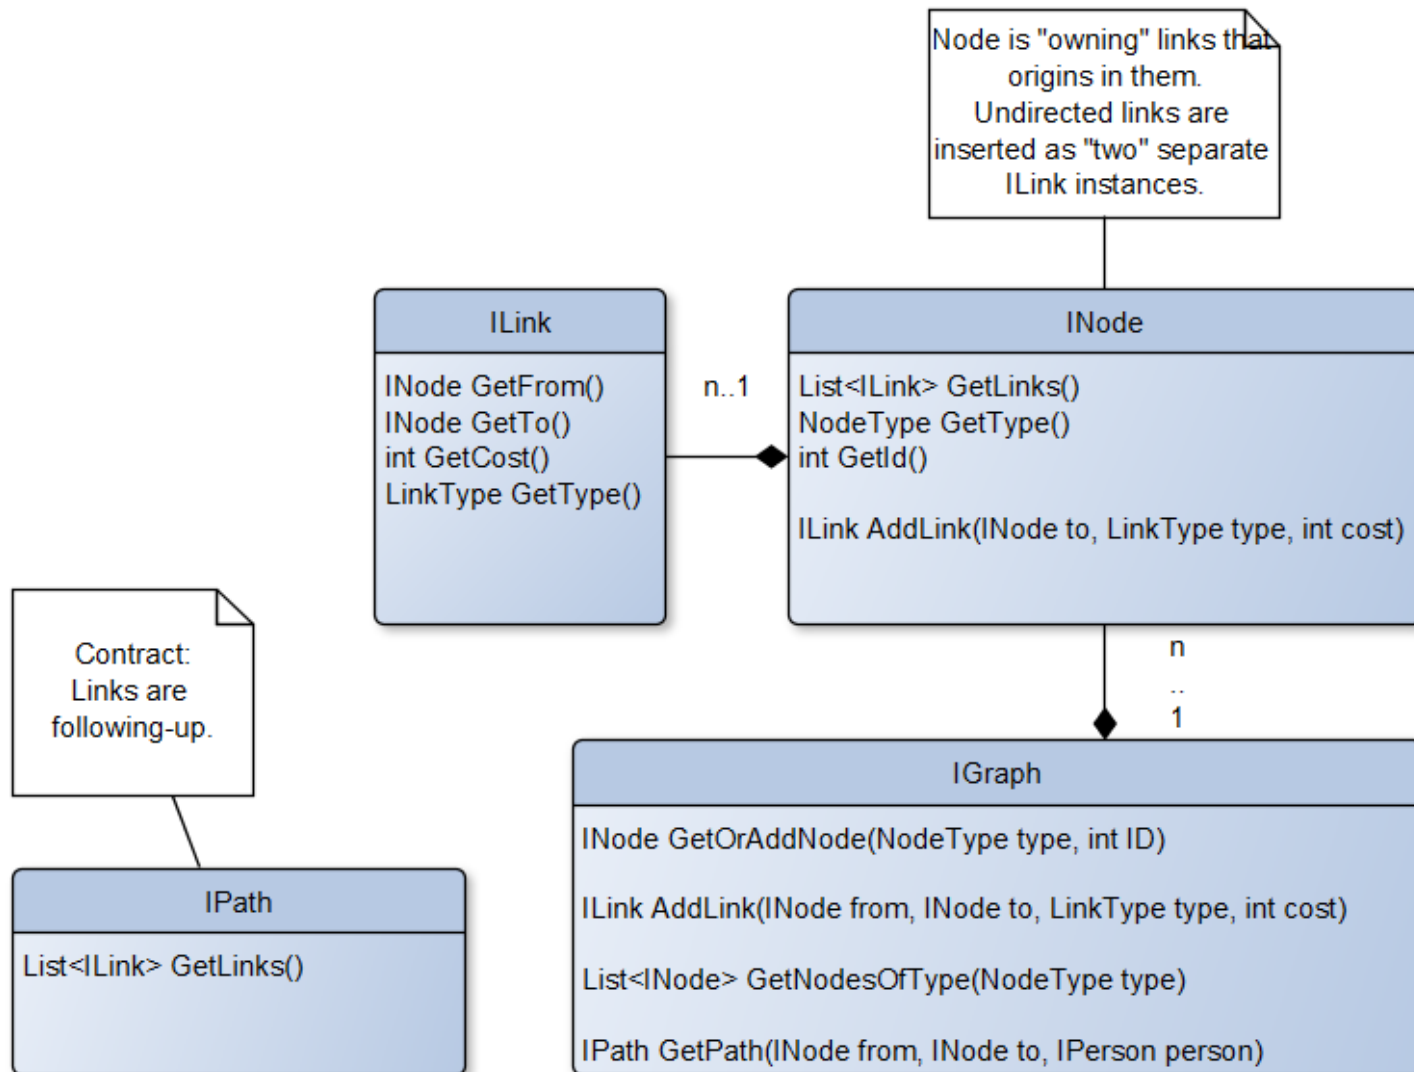 Node is "owning" links that
origins in them.
Undirected links are
inserted as "two" separate
ILink instances.
ILink
INode GetFrom()
INode GetTo()
int GetCost()
LinkType GetType()
n..1
INode
List<ILink> GetLinks()
NodeType GetType()
int GetId()
ILink AddLink(INode to, LinkType type, int cost)
n
..
1
Contract:
Links are
following-up.
IPath
List<ILink> GetLinks()
IGraph
INode GetOrAddNode(NodeType type, int ID)
ILink AddLink(INode from, INode to, LinkType type, int cost)
List<INode> GetNodesOfType(NodeType type)
IPath GetPath(INode from, INode to, IPerson person)